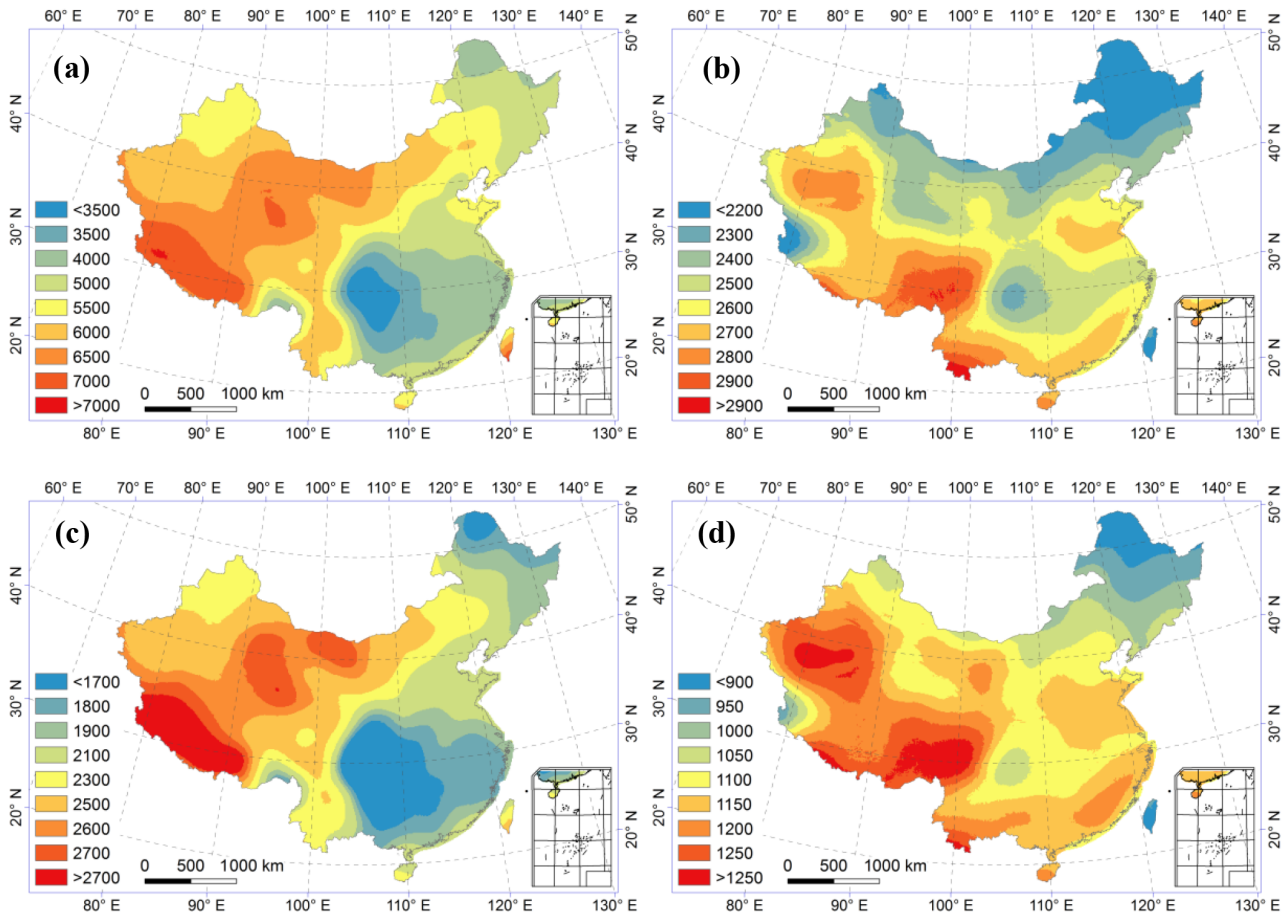 60° E 70° E 80° E 90° E 100° E 110° E 120° E 130° E 140° E
60° E 70° E 80° E 90° E 100° E 110° E 120° E 130° E 140° E
(a)
(b)
50° N
40° N
30° N
20° N
50° N
40° N
30° N
20° N
40° N
30° N
20° N
40° N
30° N
20° N
<3500
3500
4000
5000
5500
6000
6500
7000
>7000
0 500 1000 km
<2200
2300
2400
2500
2600
2700
2800
2900
>2900
0 500 1000 km
80° E 90° E 100° E 110° E 120° E 130° E
80° E 90° E 100° E 110° E 120° E 130° E
60° E 70° E 80° E 90° E 100° E 110° E 120° E 130° E 140° E
60° E 70° E 80° E 90° E 100° E 110° E 120° E 130° E 140° E
(c)
(d)
50° N
40° N
30° N
20° N
50° N
40° N
30° N
20° N
40° N
30° N
20° N
40° N
30° N
20° N
<1700
1800
1900
2100
2300
2500
2600
2700
>2700
0 500 1000 km
<900
950
1000
1050
1100
1150
1200
1250
>1250
0 500 1000 km
80° E 90° E 100° E 110° E 120° E 130° E
80° E 90° E 100° E 110° E 120° E 130° E